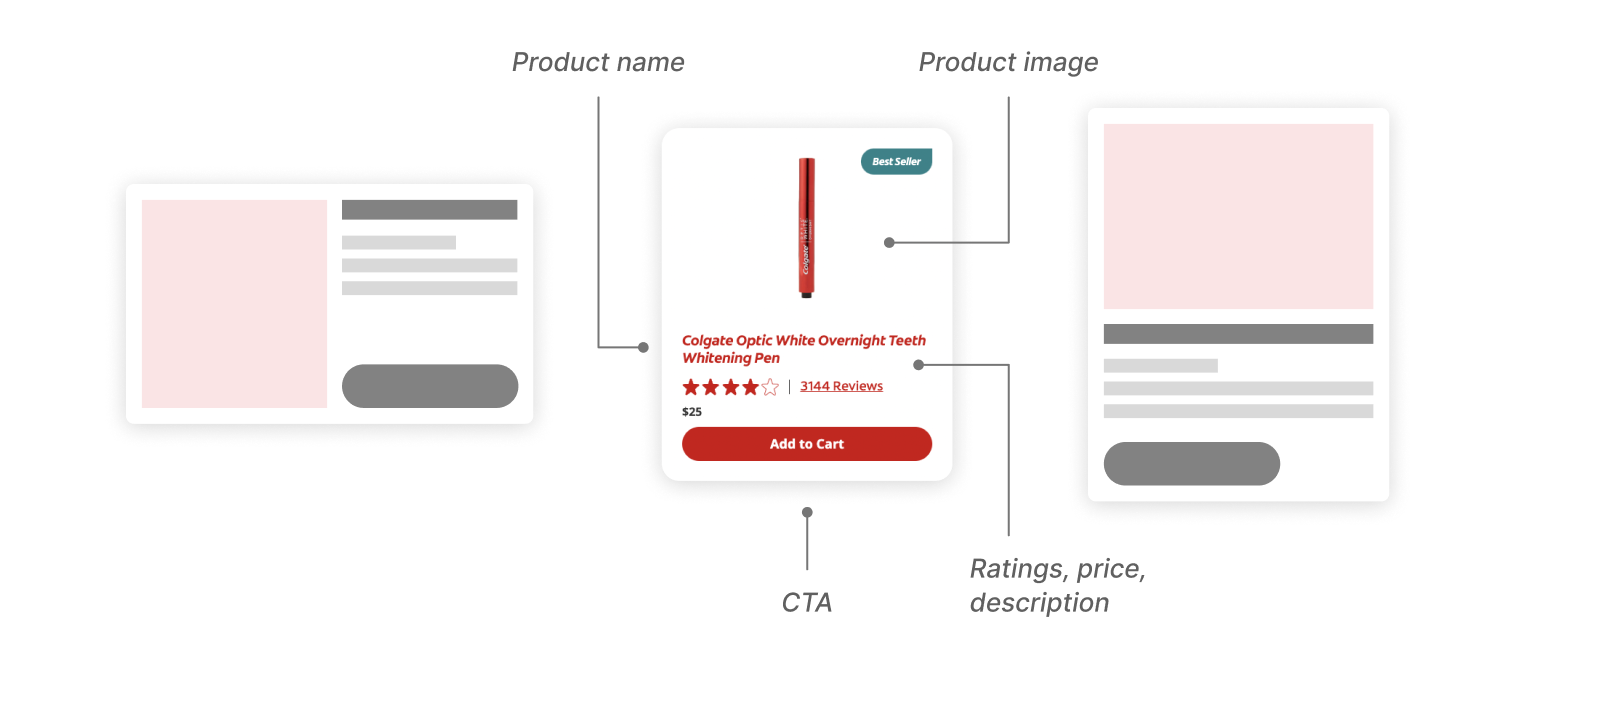 Product name
Product image
Best Seller
Colgate
Colgate Optic White Overnight Teeth
Whitening Pen
3144 Reviews
$25
Add to Cart
CTA
Ratings, price,
description